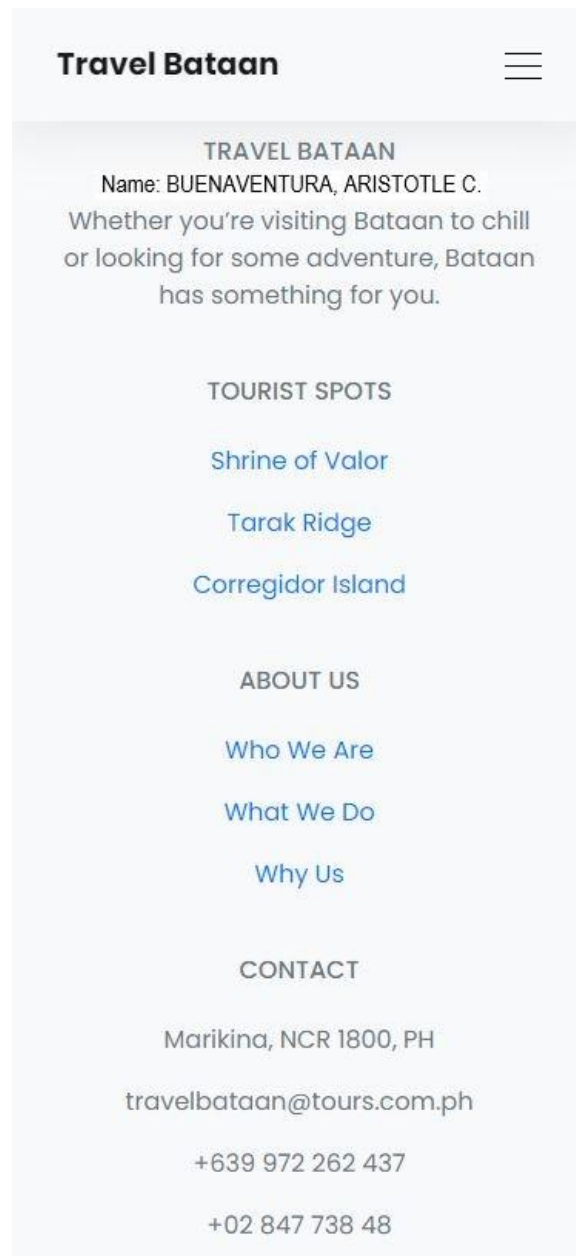 Travel Bataan
TRAVEL BATAAN
Name: BUENAVENTURA, ARISTOTLE C.
Whether you’re visiting Bataan to chill
or looking for some adventure, Bataan
has something for you.
TOURIST SPOTS
Shrine of Valor
Tarak Ridge
Corregidor Island
ABOUT US
Who We Are
What We Do
Why Us
CONTACT
Marikina, NCR 1800, PH
travelbataan@tours.com.ph
+639 972 262 437
+02 847 738 48